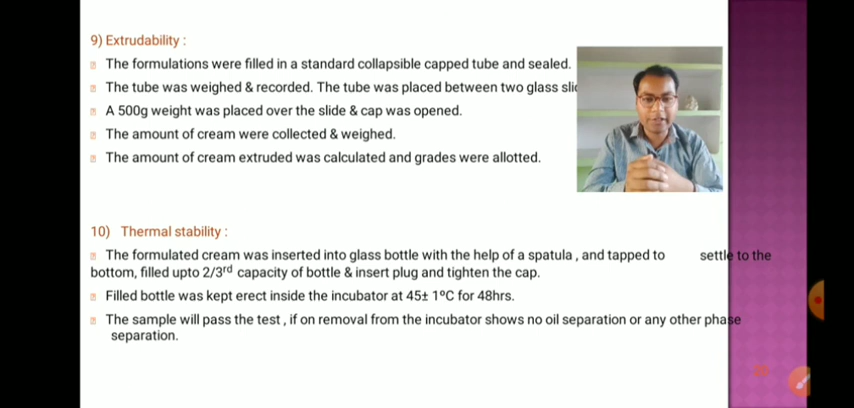 9) Extrudability :
The formulations were filled in a standard collapsible capped tube and sealed.
The tube was weighed & recorded. The tube was placed between two glass
A 500g weight was placed over the slide & cap was opened.
The amount of cream were collected & weighed.
The amount of cream extruded was calculated and grades were allotted.
10) Thermal stability :
The formulated cream was inserted into glass bottle with the help of a spatula , and tapped to settle to the
bottom, filled upto 2/3rd capacity of bottle & insert plug and tighten the cap.
Filled bottle was kept erect inside the incubator at 45± 1ºC for 48hrs.
The sample will pass the test , if on removal from the incubator shows no oil separation or any other phase
separation.